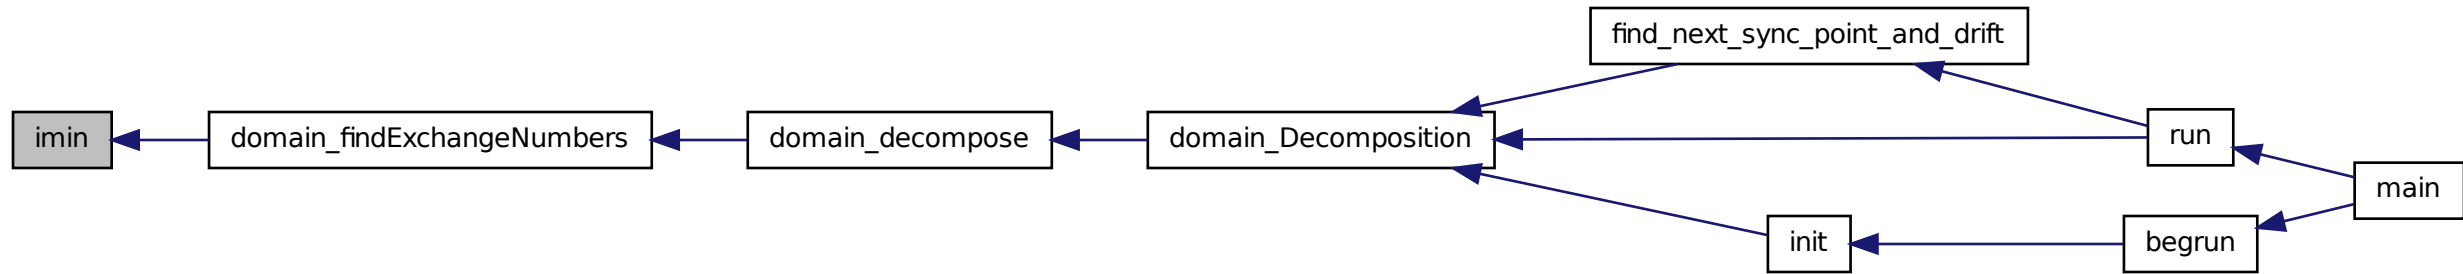 find_next_sync_point_and_drift
imin
domain_findExchangeNumbers
domain_decompose
domain_Decomposition
run
main
init
begrun